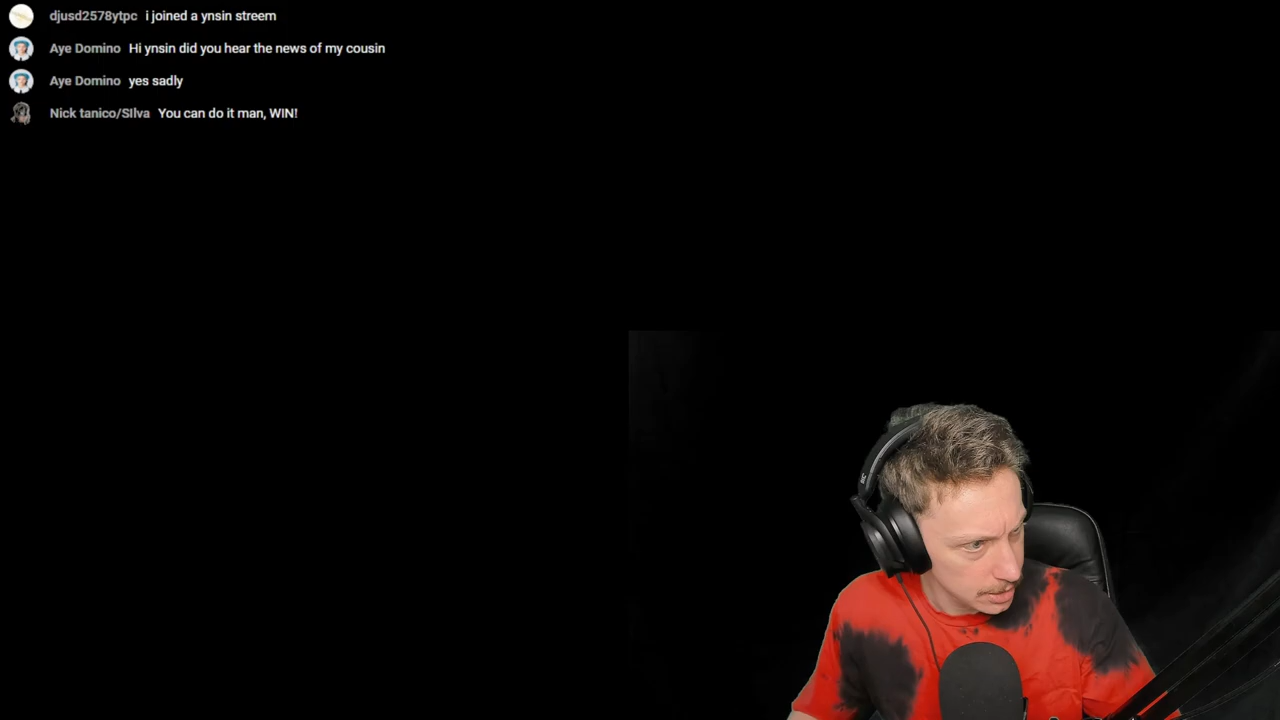 djusd2578ytpc i joined a ynsin streem
Aye Domino Hi ynsin did you hear the news of my cousin
Aye Domino yes sadly
Nick tanico/SIlva You can do it man, WIN!